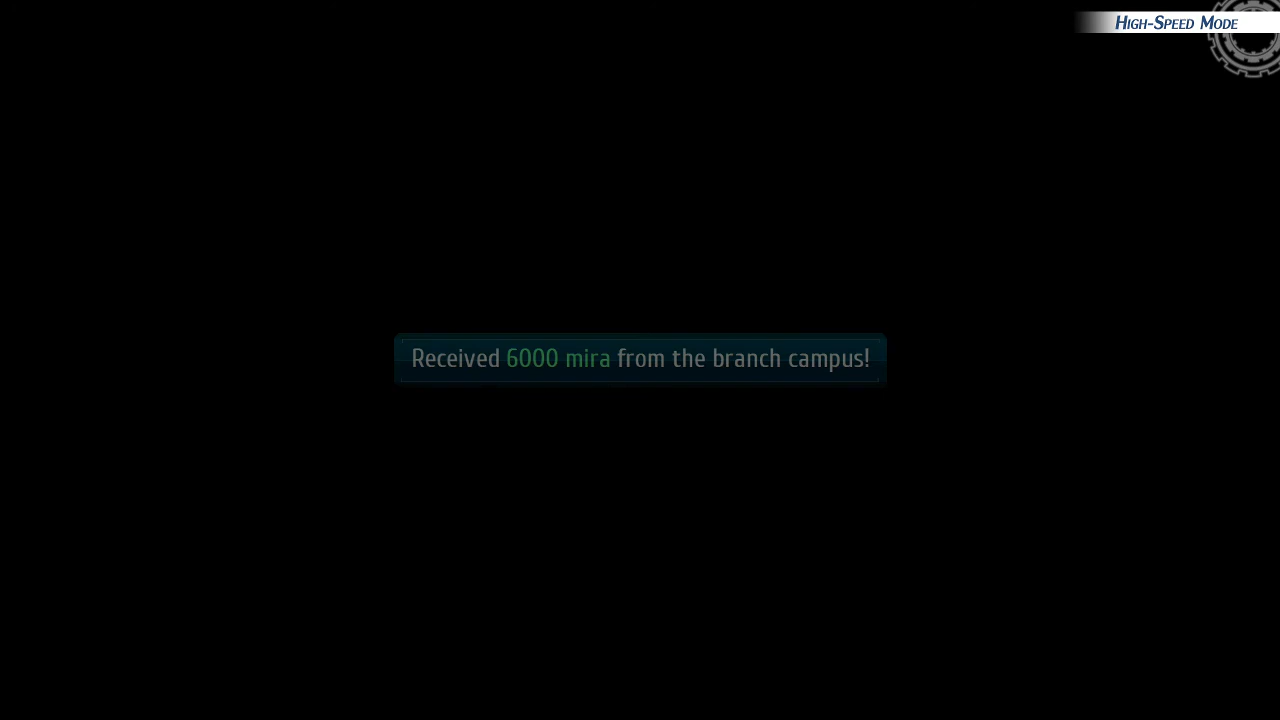 High-Speed Mode
Received 6000 mira from the branch campus!